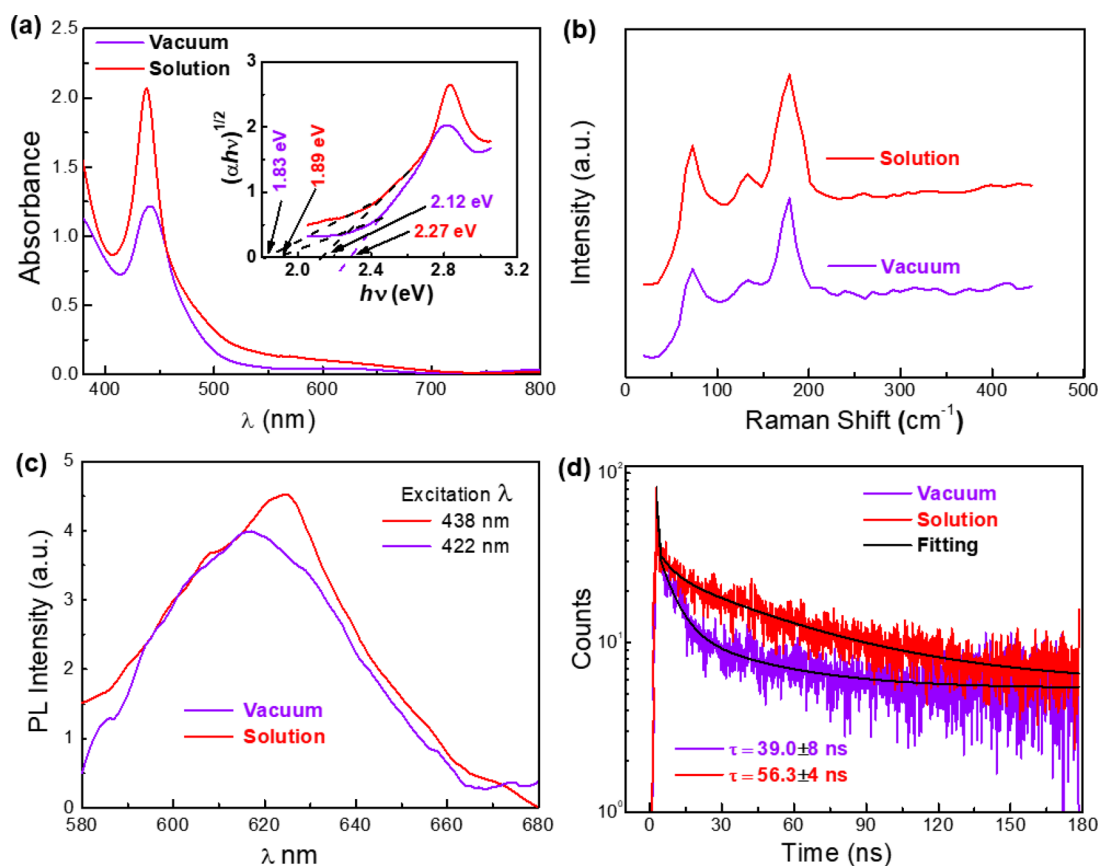 (a)
Vacuum
Solution
Absorbance
2.5
2.0
1.5
1.0
0.5
0.0
400
500
600
700
800
λ (nm)
(αhν)1/2
3
2
1
0
2.0
2.4
2.8
3.2
hν (eV)
1.83 eV
1.89 eV
2.12 eV
2.27 eV
(b)
Intensity (a.u.)
Solution
Vacuum
0
100
200
300
400
500
Raman Shift (cm-1)
(c)
PL Intensity (a.u.)
5
4
3
2
1
0
Excitation λ
438 nm
422 nm
Vacuum
Solution
580
600
620
640
660
680
λ nm
(d)
Counts
10²
10¹
10⁰
Vacuum
Solution
Fitting
τ = 39.0±8 ns
τ = 56.3±4 ns
0
30
60
90
120
150
180
Time (ns)